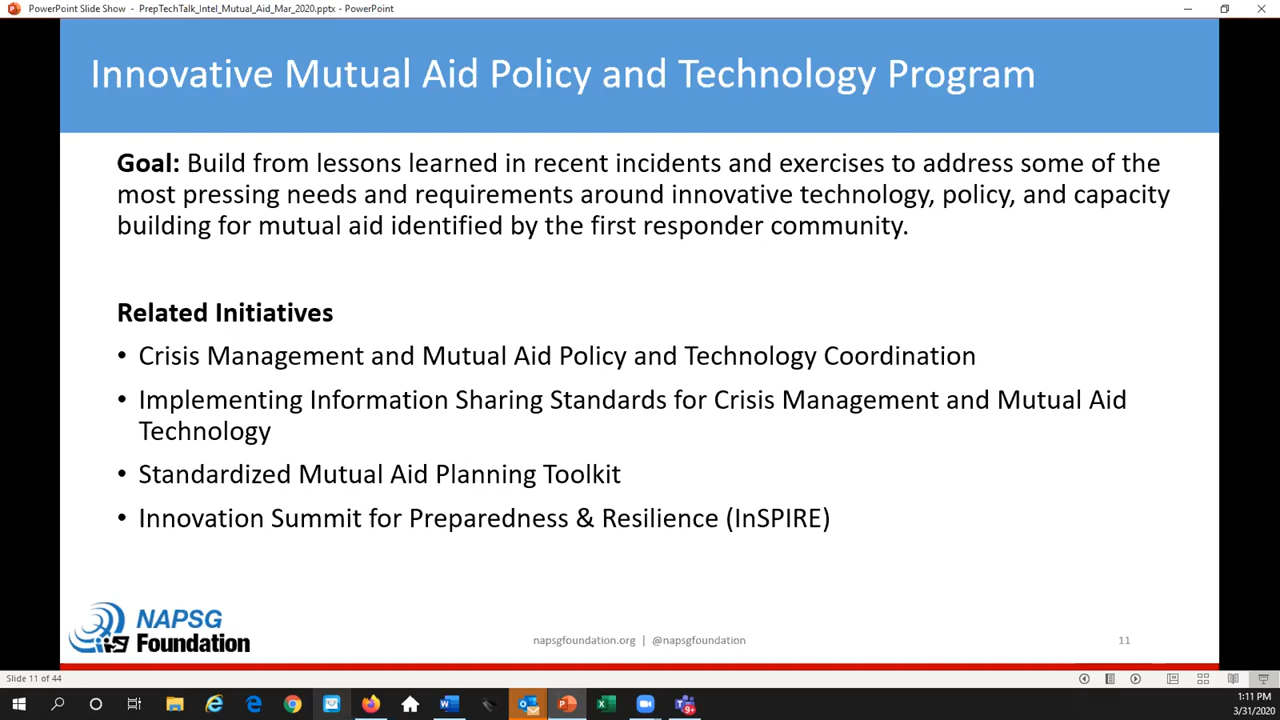 PowerPoint Slide Show - PrepTechTalk_Intel_Mutual_Aid_Mar_2020.pptx - PowerPoint
Innovative Mutual Aid Policy and Technology Program
Goal: Build from lessons learned in recent incidents and exercises to address some of the
most pressing needs and requirements around innovative technology, policy, and capacity
building for mutual aid identified by the first responder community.
Related Initiatives
• Crisis Management and Mutual Aid Policy and Technology Coordination
• Implementing Information Sharing Standards for Crisis Management and Mutual Aid
Technology
• Standardized Mutual Aid Planning Toolkit
• Innovation Summit for Preparedness & Resilience (InSPIRE)
NAPSG
Foundation
napsgfoundation.org | @napsgfoundation
11
Slide 11 of 44
9+
1:11 PM
3/31/2020